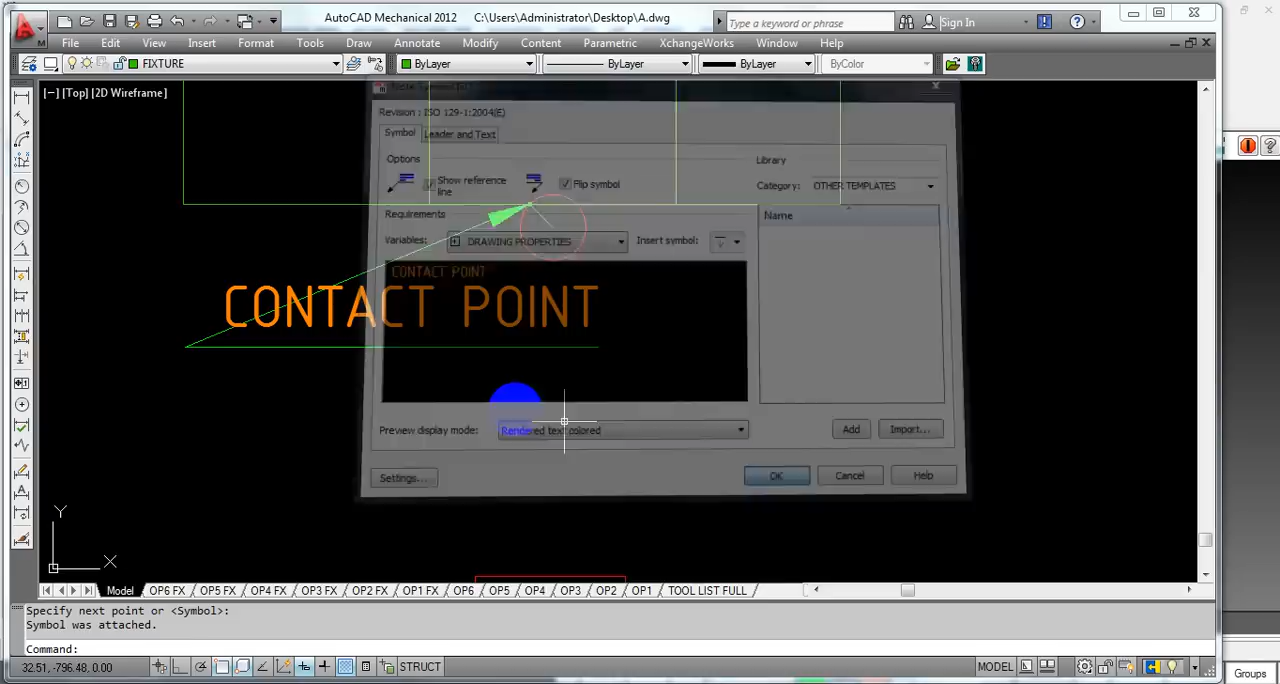 AutoCAD Mechanical 2012 C:\Users\Administrator\Desktop\A.dwg
Type a keyword or phrase
Sign In
File Edit View Insert Format Tools Draw Annotate Modify Content Parametric XchangeWorks Window Help
FIXTURE
ByLayer
ByLayer
ByLayer
ByColor
[−] [Top] [2D Wireframe]
Revision : ISO 129-1:2004(E)
Symbol
Leader and Text
Options
Show reference
line
Flip symbol
Library
Category:
OTHER TEMPLATES
Name
Requirements
Variables:
DRAWING PROPERTIES
Insert symbol:
CONTACT POINT
CONTACT POINT
Preview display mode:
Rendered text colored
Add
Import...
Settings...
OK
Cancel
Help
Y
X
Model OP6 FX OP5 FX OP4 FX OP3 FX OP2 FX OP1 FX OP6 OP5 OP4 OP3 OP2 OP1 TOOL LIST FULL
Specify next point or <Symbol>:
Symbol was attached.
Command:
32.51, -796.48, 0.00
STRUCT
MODEL
Groups